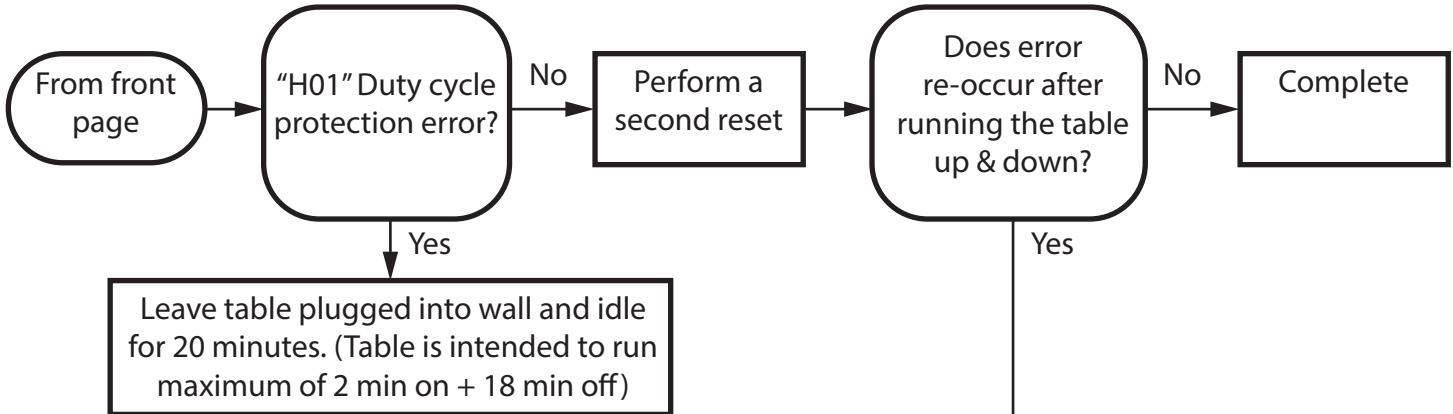 From front
page
"H01" Duty cycle
protection error?
No
Perform a
second reset
Does error
re-occur after
running the table
up & down?
No
Complete
Yes
Leave table plugged into wall and idle
for 20 minutes. (Table is intended to run
maximum of 2 min on + 18 min off)
Yes